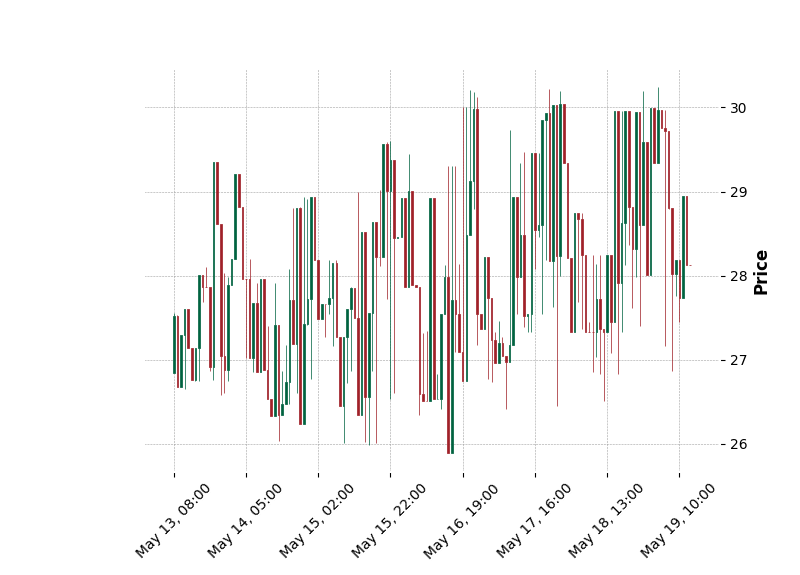 30
29
28
27
26
Price
May 13, 08:00
May 14, 05:00
May 15, 02:00
May 15, 22:00
May 16, 19:00
May 17, 16:00
May 18, 13:00
May 19, 10:00